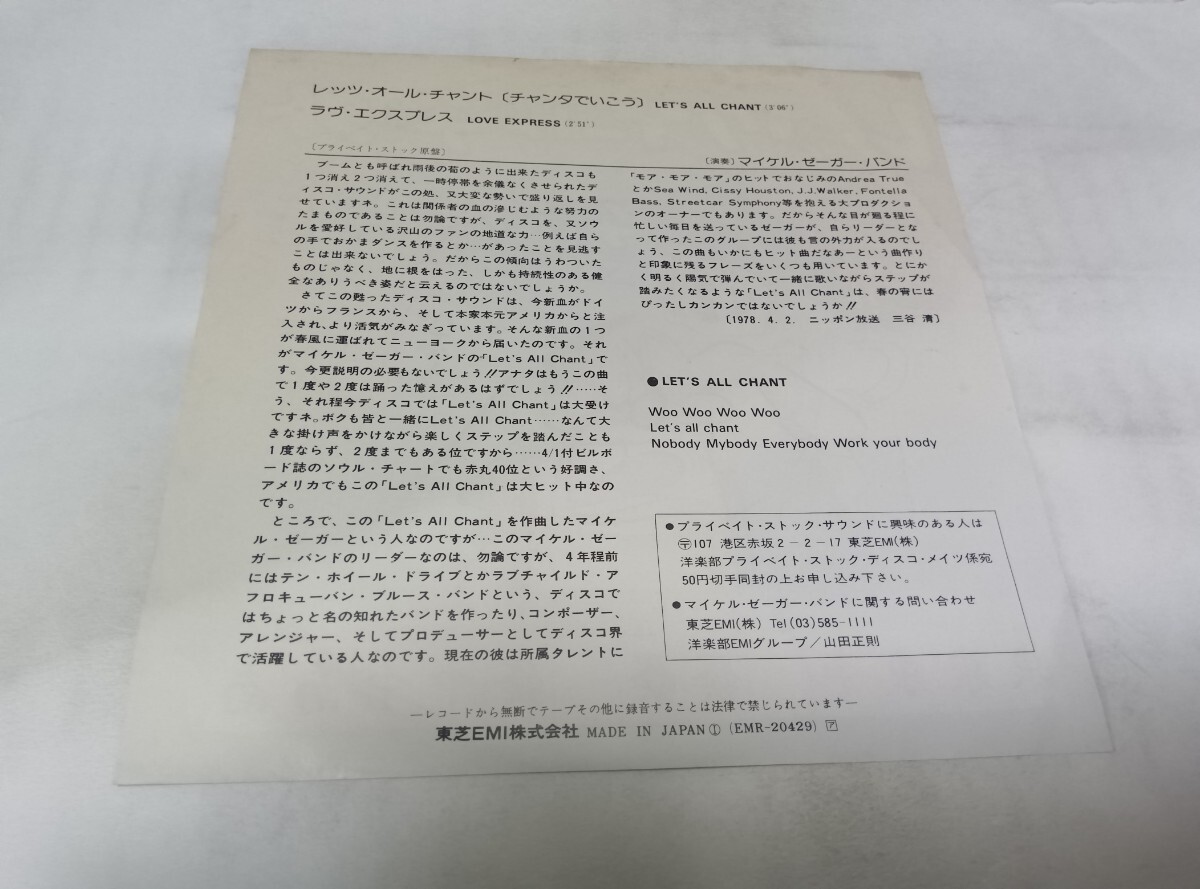 レッツ・オール・チャント〔チャンタでいこう〕 LET'S ALL CHANT (3'06")
ラヴ・エクスプレス LOVE EXPRESS (2'51")
〔プライベイト・ストック原盤〕
〔演奏〕マイケル・ゼーガー・バンド
ブームとも呼ばれ雨後の筍のように出来たディスコも
1つ消え2つ消えて、一時停滞を余儀なくさせられたデ
ィスコ・サウンドがこの処、又大変な勢いで盛り返しを見
せていますネ。これは関係者の血の滲じむような努力の
たまものであることは勿論ですが、ディスコを、又ソウ
ルを愛好している沢山のファンの地道な力…例えば自ら
の手でおかまダンスを作るとか…があったことを見逃す
ことは出来ないでしょう。だからこの傾向はうわついた
ものじゃなく、地に根をはった、しかも持続性のある健
全なありうべき姿だと云えるのではないでしょうか。
さてこの甦ったディスコ・サウンドは、今新血がドイ
ツからフランスから、そして本家本元アメリカからと注
入され、より活気がみなぎっています。そんな新血の1つ
が春風に運ばれてニューヨークから届いたのです。それ
がマイケル・ゼーガー・バンドの「Let's All Chant」で
す。今更説明の必要もないでしょう!!アナタはもうこの曲
で1度や2度は踊った憶えがあるはずでしょう!!……そ
う、それ程今ディスコでは「Let's All Chant」は大受け
ですネ。ボクも皆と一緒にLet's All Chant……なんて大
きな掛け声をかけながら楽しくステップを踏んだことも
1度ならず、2度までもある位ですから……4/1付ビルボ
ード誌のソウル・チャートでも赤丸40位という好調さ、
アメリカでもこの「Let's All Chant」は大ヒット中なの
です。
ところで、この「Let's All Chant」を作曲したマイケ
ル・ゼーガーという人なのですが…このマイケル・ゼー
ガー・バンドのリーダーなのは、勿論ですが、4年程前
にはテン・ホイール・ドライブとかラブチャイルド・ア
フロキューバン・ブルース・バンドという、ディスコで
はちょっと名の知れたバンドを作ったり、コンポーザー、
アレンジャー、そしてプロデューサーとしてディスコ界
で活躍している人なのです。現在の彼は所属タレントに
「モア・モア・モア」のヒットでおなじみのAndrea True
とかSea Wind, Cissy Houston, J.J.Walker, Fontella
Bass, Streetcar Symphony等を抱える大プロダクショ
ンのオーナーでもあります。だからそんな目が廻る程に
忙しい毎日を送っているゼーガーが、自らリーダーとな
って作ったこのグループには彼も言の外力が入るのでし
ょう、この曲もいかにもヒット曲だなあーという曲作り
と印象に残るフレーズをいくつも用いています。とにか
く明るく陽気で弾んでいて一緒に歌いながらステップが
踏みたくなるような「Let's All Chant」は、春の宵には
ぴったしカンカンではないでしょうか!!
〔1978. 4. 2. ニッポン放送 三谷 清〕
●LET'S ALL CHANT
Woo Woo Woo Woo
Let's all chant
Nobody Mybody Everybody Work your body
●プライベイト・ストック・サウンドに興味のある人は
〶107 港区赤坂2−2−17 東芝EMI(株)
洋楽部プライベイト・ストック・ディスコ・メイツ係宛
50円切手同封の上お申し込み下さい。
●マイケル・ゼーガー・バンドに関する問い合わせ
東芝EMI(株) Tel (03)585-1111
洋楽部EMIグループ/山田正則
—レコードから無断でテープその他に録音することは法律で禁じられています—
東芝EMI株式会社 MADE IN JAPAN① (EMR-20429) ア